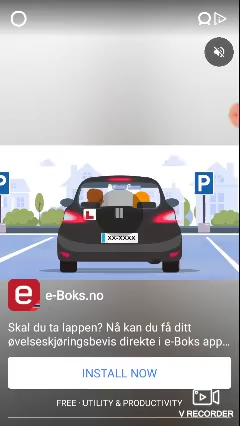 P
P
L
XX-XXXX
e
e-Boks.no
Skal du ta lappen? Nå kan du få ditt
øvelseskjøringsbevis direkte i e-Boks app...
INSTALL NOW
FREE · UTILITY & PRODUCTIVITY
V RECORDER